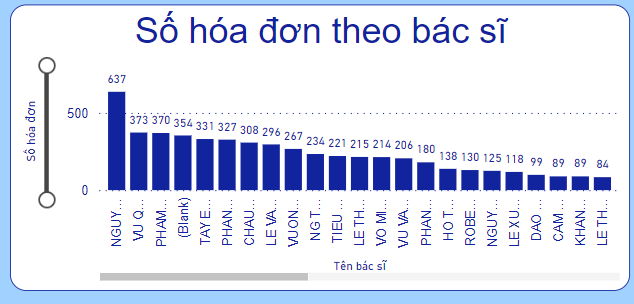 Số hóa đơn theo bác sĩ
Số hóa đơn
500
0
637
373
370
354
331
327
308
296
267
234
221
215
214
206
180
138
130
125
118
99
89
89
84
NGUY...
VU Q...
PHAM...
(Blank)
TAY E...
PHAN...
CHAU...
LE VA...
VUON...
NG T...
TIEU ...
LE TH...
VO MI...
VU VA...
PHAN...
HO T...
ROBE...
NGUY...
LE XU...
DAO ...
CAM ...
KHAN...
LE TH...
Tên bác sĩ